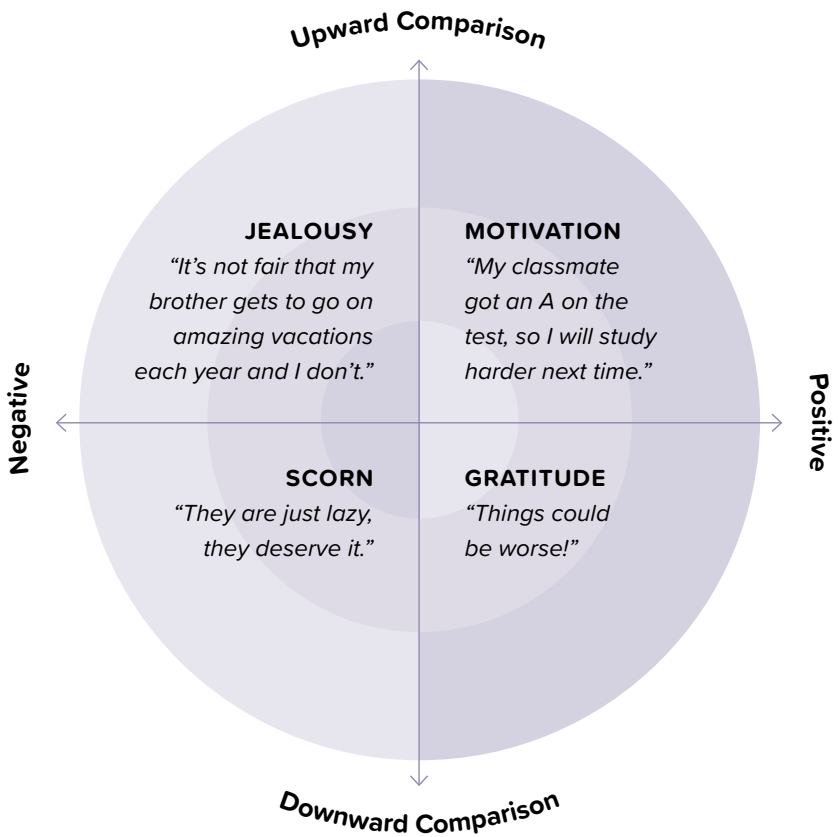 Upward Comparison
JEALOUSY
“It’s not fair that my
brother gets to go on
amazing vacations
each year and I don’t.”
MOTIVATION
“My classmate
got an A on the
test, so I will study
harder next time.”
Negative
Positive
SCORN
“They are just lazy,
they deserve it.”
GRATITUDE
“Things could
be worse!”
Downward Comparison